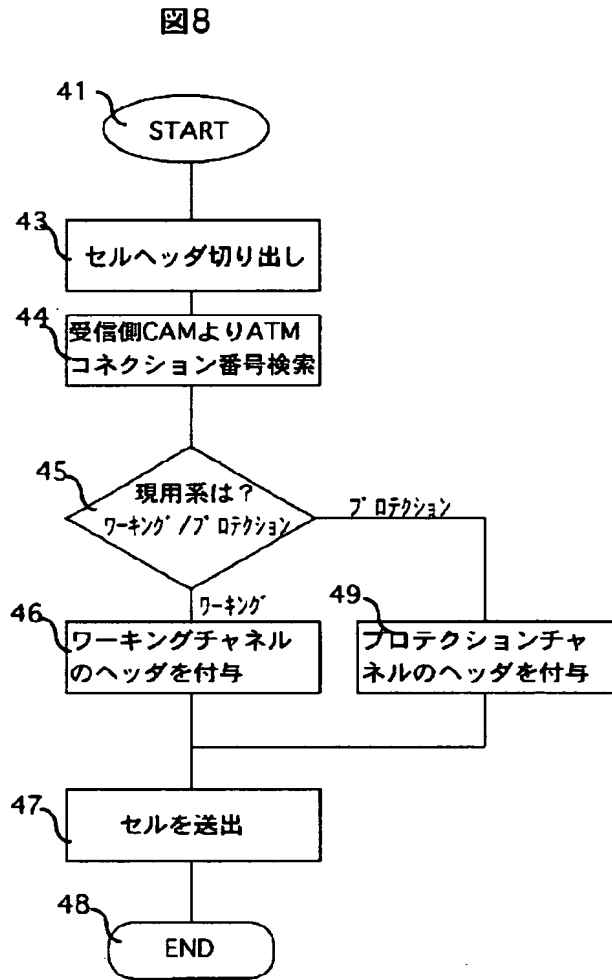 図8
41
START
43
セルヘッダ切り出し
44
受信側CAMよりATM
コネクション番号検索
45
現用系は？
ﾜｰｷﾝｸﾞ/ﾌﾟﾛﾃｸｼｮﾝ
ﾌﾟﾛﾃｸｼｮﾝ
ﾜｰｷﾝｸﾞ
46
ワーキングチャネル
のヘッダを付与
49
プロテクションチャ
ネルのヘッダを付与
47
セルを送出
48
END